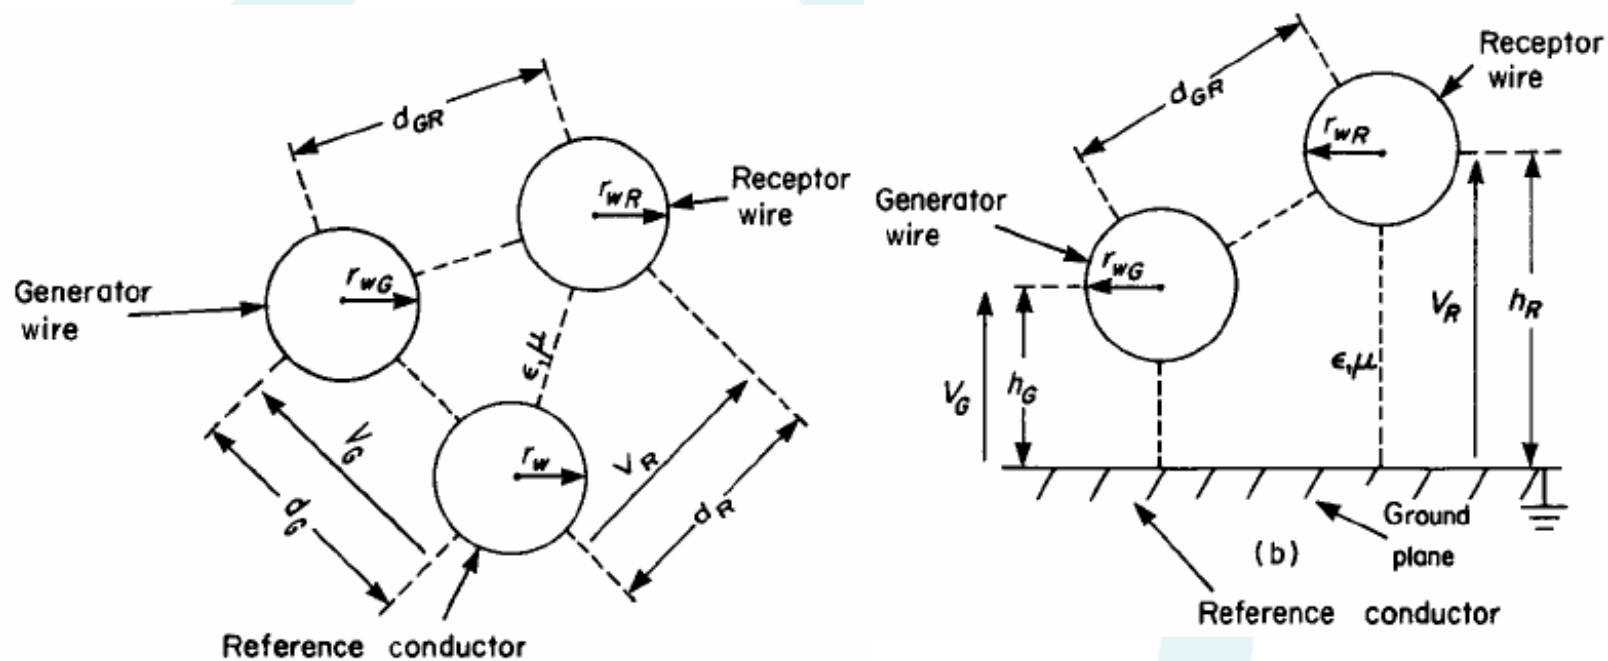 d_GR
r_wR
Receptor
wire
Generator
wire
r_wG
ϵ, μ
V_G
d_G
r_w
V_R
d_R
Reference conductor
Receptor
wire
d_GR
r_wR
Generator
wire
r_wG
V_G
h_G
ϵ, μ
V_R
h_R
Ground
plane
(b)
Reference conductor